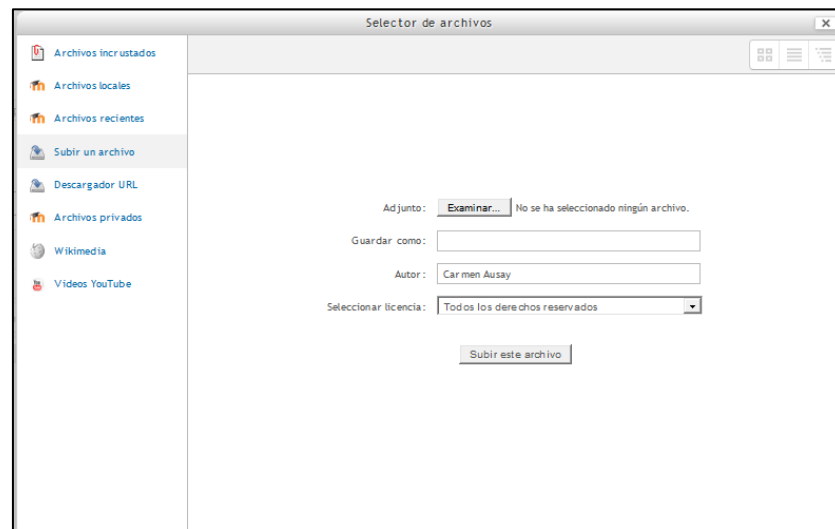 Selector de archivos
Archivos incrustados
Archivos locales
Archivos recientes
Subir un archivo
Descargador URL
Archivos privados
Wikimedia
Videos YouTube
Adjunto: Examinar... No se ha seleccionado ningún archivo.
Guardar como:
Autor: Carmen Ausay
Seleccionar licencia: Todos los derechos reservados
Subir este archivo